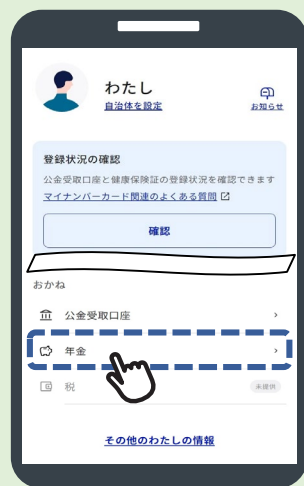 わたし
自治体を設定
お知らせ
登録状況の確認
公金受取口座と健康保険証の登録状況を確認できます
マイナンバーカード関連のよくある質問
確認
おかね
公金受取口座
年金
税
未提供
その他のわたしの情報